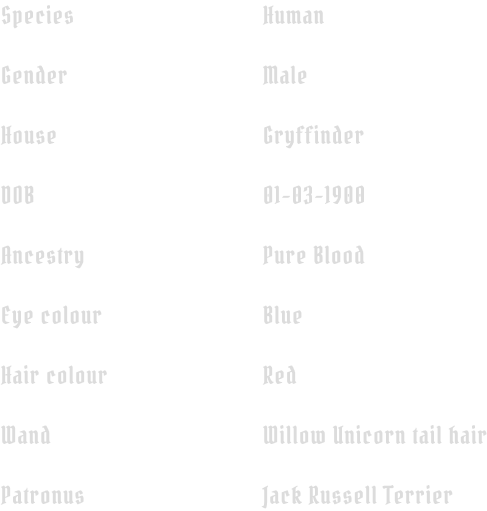 Species Human
Gender Male
House Gryffinder
DOB 01-03-1980
Ancestry Pure Blood
Eye colour Blue
Hair colour Red
Wand Willow Unicorn tail hair
Patronus Jack Russell Terrier